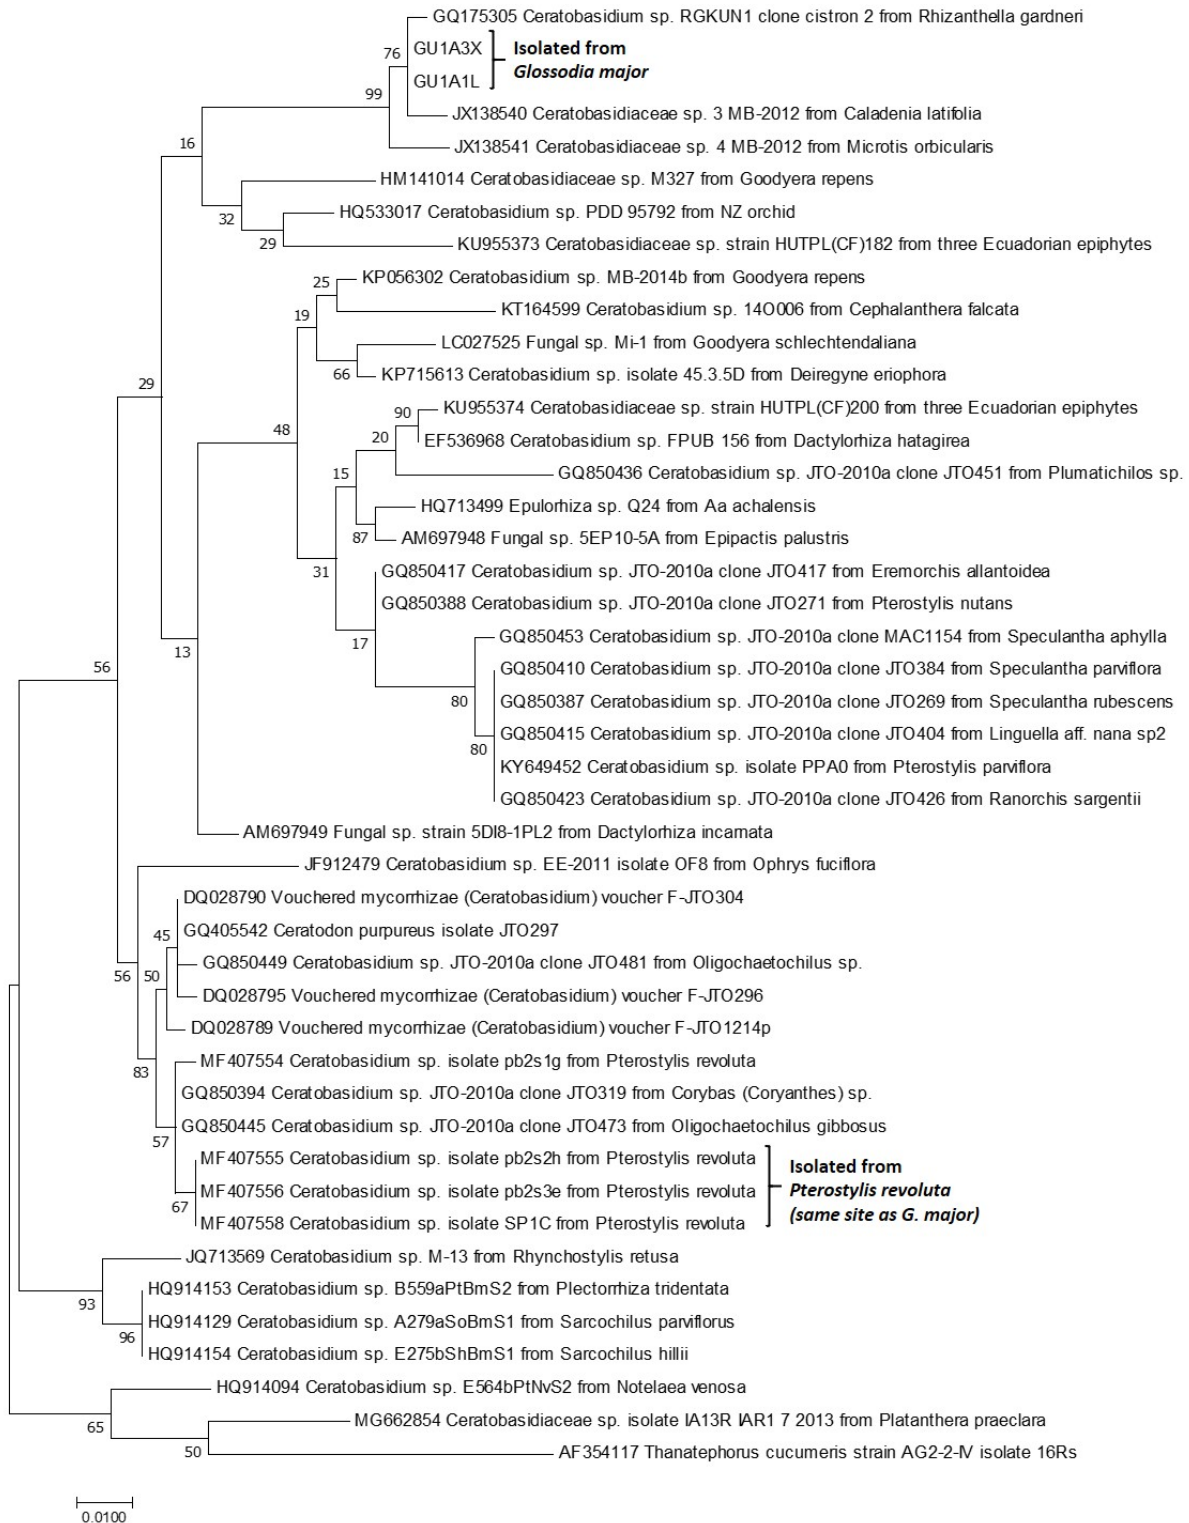 GQ175305 Ceratobasidium sp. RGKUN1 clone cistron 2 from Rhizanthella gardneri
GU1A3X
Isolated from
Glossodia major
GU1A1L
76
99
JX138540 Ceratobasidiaceae sp. 3 MB-2012 from Caladenia latifolia
JX138541 Ceratobasidiaceae sp. 4 MB-2012 from Microtis orbicularis
16
HM141014 Ceratobasidiaceae sp. M327 from Goodyera repens
32
HQ533017 Ceratobasidium sp. PDD 95792 from NZ orchid
29
KU955373 Ceratobasidiaceae sp. strain HUTPL(CF)182 from three Ecuadorian epiphytes
25
KP056302 Ceratobasidium sp. MB-2014b from Goodyera repens
19
KT164599 Ceratobasidium sp. 14O006 from Cephalanthera falcata
LC027525 Fungal sp. Mi-1 from Goodyera schlechtendaliana
66
KP715613 Ceratobasidium sp. isolate 45.3.5D from Deiregyne eriophora
29
90
KU955374 Ceratobasidiaceae sp. strain HUTPL(CF)200 from three Ecuadorian epiphytes
48
20
EF536968 Ceratobasidium sp. FPUB 156 from Dactylorhiza hatagirea
15
GQ850436 Ceratobasidium sp. JTO-2010a clone JTO451 from Plumatichilos sp.
HQ713499 Epulorhiza sp. Q24 from Aa achalensis
87
AM697948 Fungal sp. 5EP10-5A from Epipactis palustris
31
GQ850417 Ceratobasidium sp. JTO-2010a clone JTO417 from Eremorchis allantoidea
GQ850388 Ceratobasidium sp. JTO-2010a clone JTO271 from Pterostylis nutans
17
13
GQ850453 Ceratobasidium sp. JTO-2010a clone MAC1154 from Speculantha aphylla
56
GQ850410 Ceratobasidium sp. JTO-2010a clone JTO384 from Speculantha parviflora
80
GQ850387 Ceratobasidium sp. JTO-2010a clone JTO269 from Speculantha rubescens
GQ850415 Ceratobasidium sp. JTO-2010a clone JTO404 from Linguella aff. nana sp2
80
KY649452 Ceratobasidium sp. isolate PPA0 from Pterostylis parviflora
GQ850423 Ceratobasidium sp. JTO-2010a clone JTO426 from Ranorchis sargentii
AM697949 Fungal sp. strain 5DI8-1PL2 from Dactylorhiza incarnata
JF912479 Ceratobasidium sp. EE-2011 isolate OF8 from Ophrys fuciflora
DQ028790 Vouchered mycorrhizae (Ceratobasidium) voucher F-JTO304
45
GQ405542 Ceratodon purpureus isolate JTO297
GQ850449 Ceratobasidium sp. JTO-2010a clone JTO481 from Oligochaetochilus sp.
56
50
DQ028795 Vouchered mycorrhizae (Ceratobasidium) voucher F-JTO296
DQ028789 Vouchered mycorrhizae (Ceratobasidium) voucher F-JTO1214p
83
MF407554 Ceratobasidium sp. isolate pb2s1g from Pterostylis revoluta
GQ850394 Ceratobasidium sp. JTO-2010a clone JTO319 from Corybas (Coryanthes) sp.
GQ850445 Ceratobasidium sp. JTO-2010a clone JTO473 from Oligochaetochilus gibbosus
57
MF407555 Ceratobasidium sp. isolate pb2s2h from Pterostylis revoluta
MF407556 Ceratobasidium sp. isolate pb2s3e from Pterostylis revoluta
67
MF407558 Ceratobasidium sp. isolate SP1C from Pterostylis revoluta
Isolated from
Pterostylis revoluta
(same site as G. major)
JQ713569 Ceratobasidium sp. M-13 from Rhynchostylis retusa
93
HQ914153 Ceratobasidium sp. B559aPtBmS2 from Plectorrhiza tridentata
HQ914129 Ceratobasidium sp. A279aSoBmS1 from Sarcochilus parviflorus
96
HQ914154 Ceratobasidium sp. E275bShBmS1 from Sarcochilus hillii
HQ914094 Ceratobasidium sp. E564bPtNvS2 from Notelaea venosa
65
MG662854 Ceratobasidiaceae sp. isolate IA13R IAR1 7 2013 from Platanthera praeclara
50
AF354117 Thanatephorus cucumeris strain AG2-2-IV isolate 16Rs
0.0100